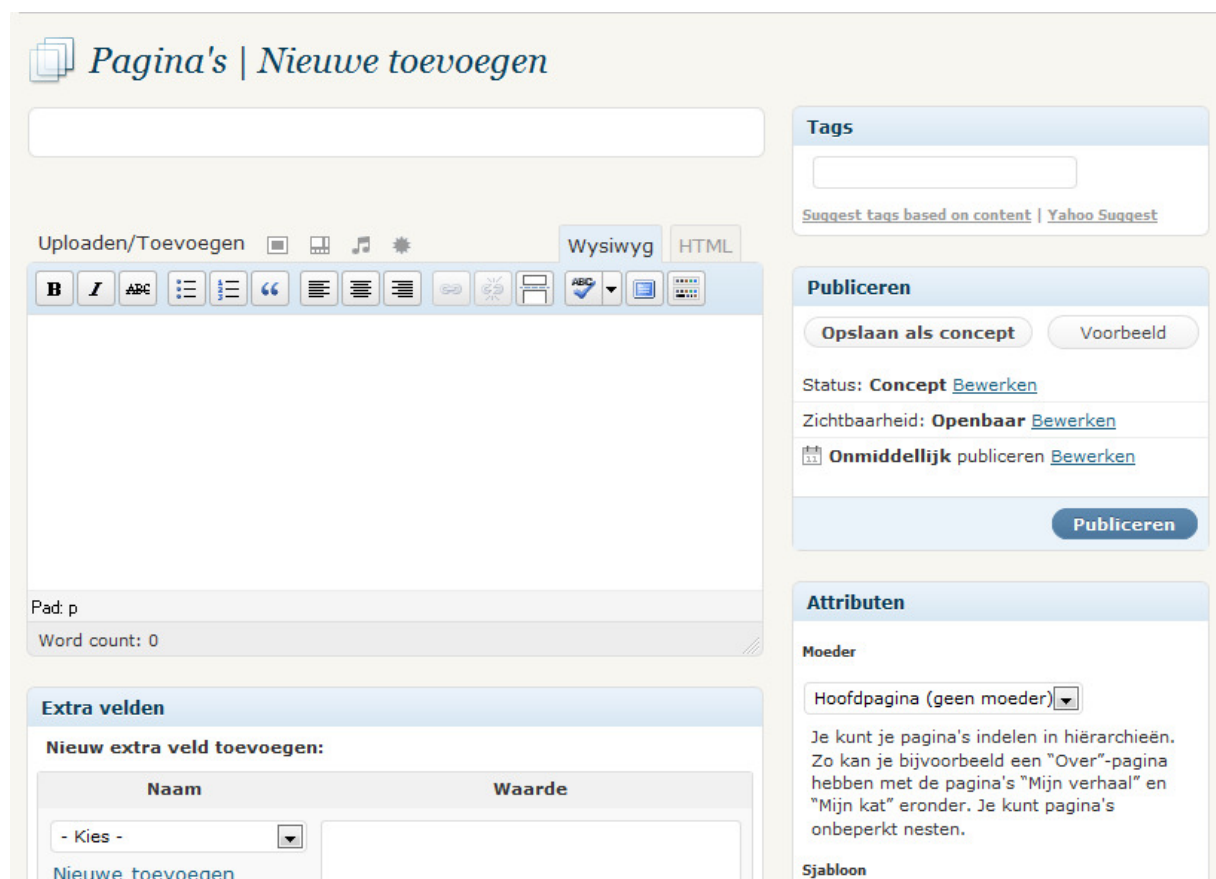 Pagina's | Nieuwe toevoegen
Uploaden/Toevoegen
Wysiwyg
HTML
B I ABC
ABC
Pad: p
Word count: 0
Extra velden
Nieuw extra veld toevoegen:
Naam Waarde
- Kies -
Nieuwe toevoegen
Tags
Suggest tags based on content | Yahoo Suggest
Publiceren
Opslaan als concept Voorbeeld
Status: Concept Bewerken
Zichtbaarheid: Openbaar Bewerken
11 Onmiddellijk publiceren Bewerken
Publiceren
Attributen
Moeder
Hoofdpagina (geen moeder)
Je kunt je pagina's indelen in hiërarchieën.
Zo kan je bijvoorbeeld een “Over”-pagina
hebben met de pagina's “Mijn verhaal” en
“Mijn kat” eronder. Je kunt pagina's
onbeperkt nesten.
Sjabloon